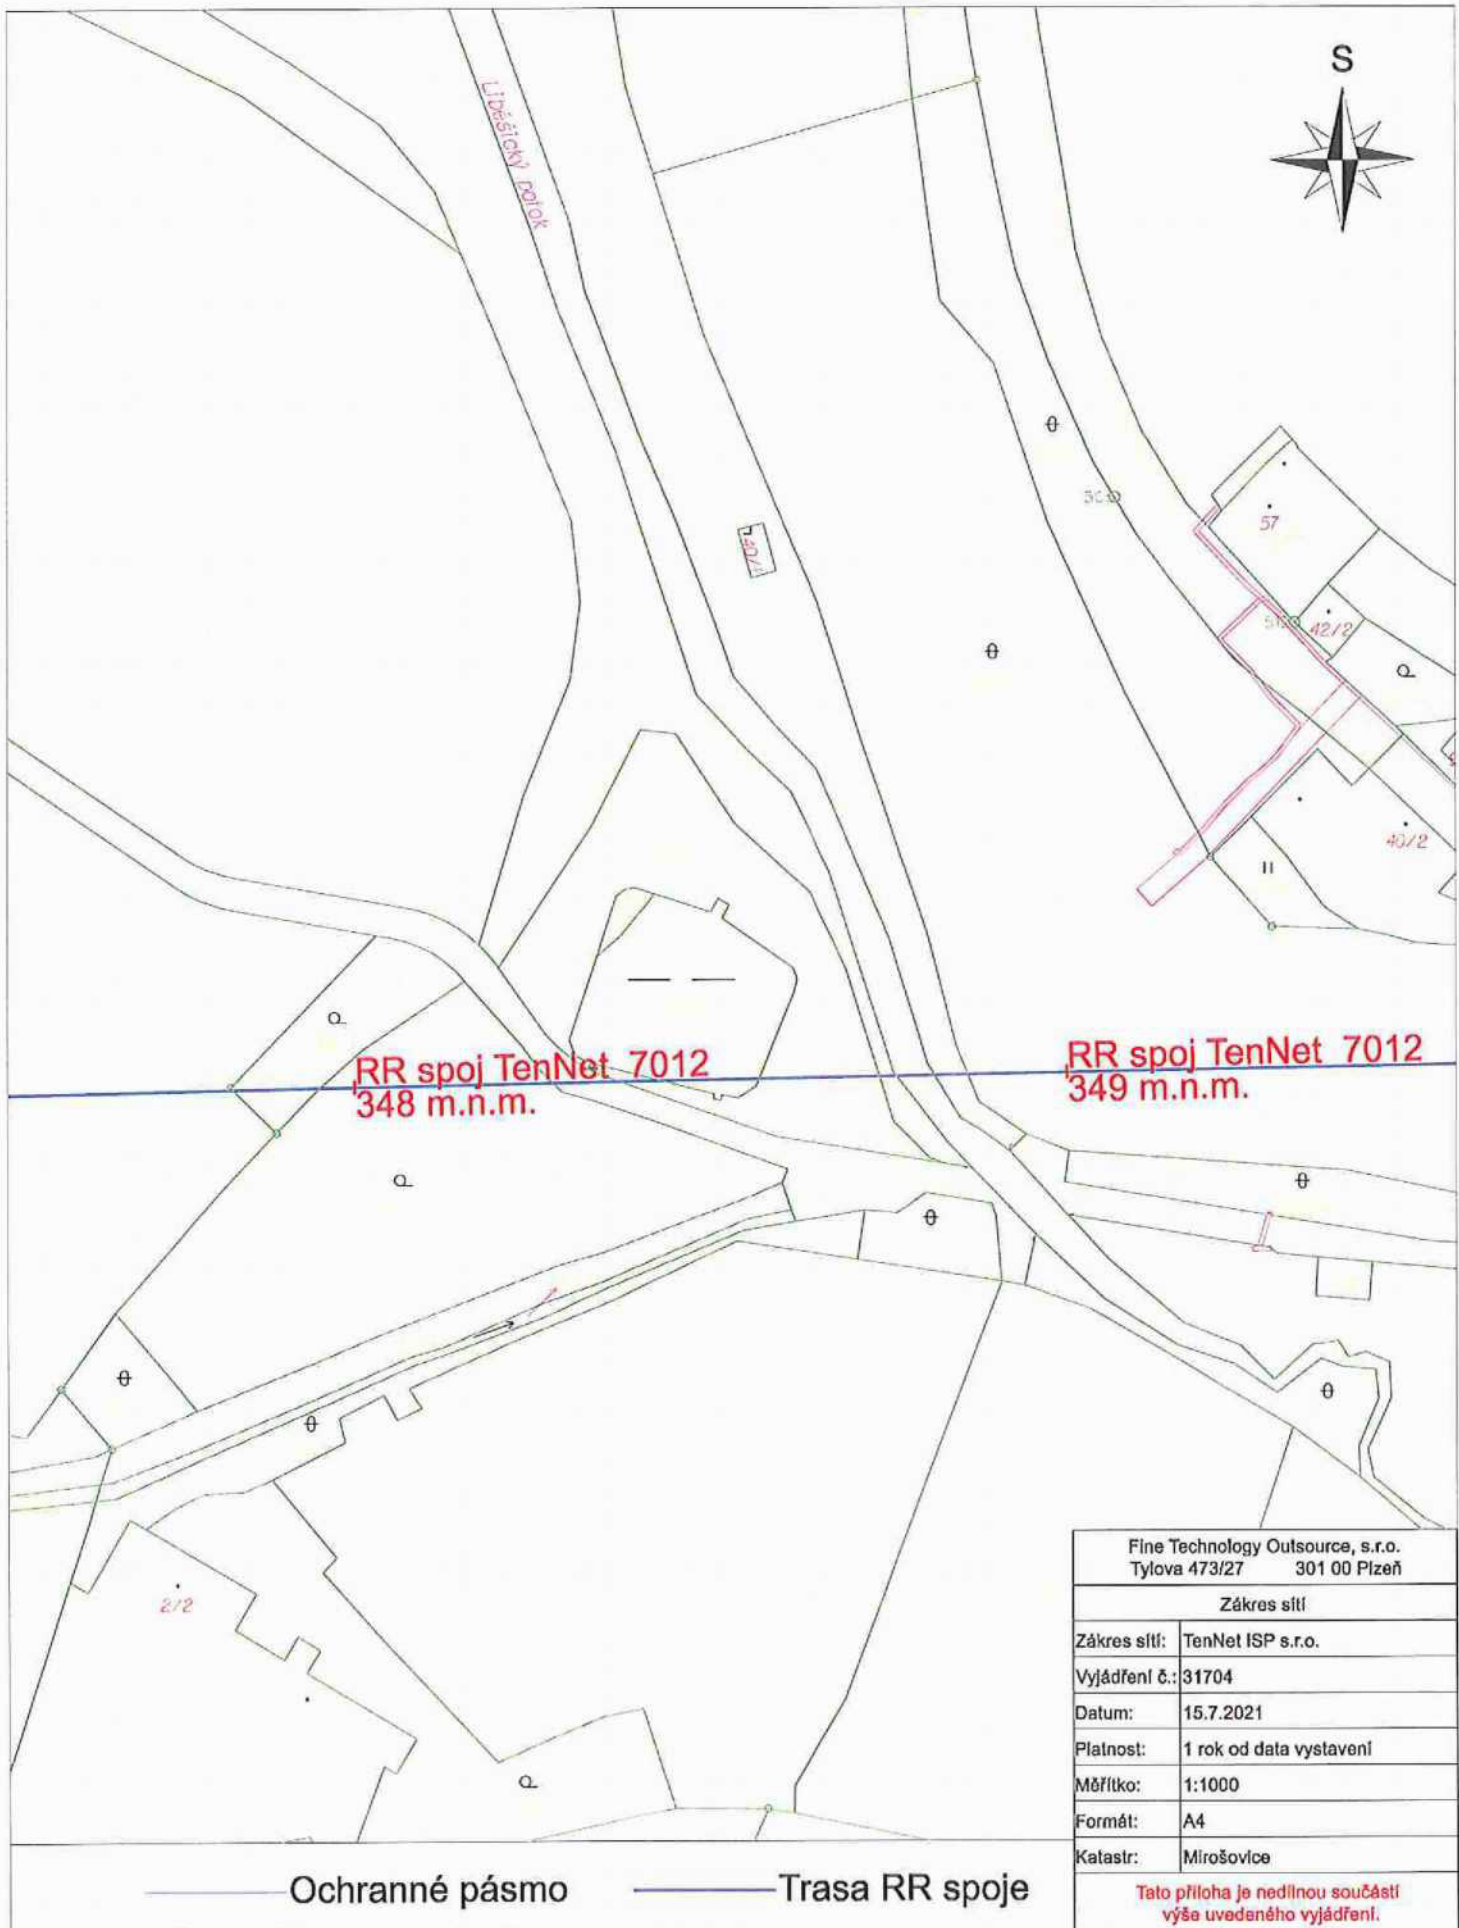 S
Liběšický potok
57
42/2
40/1
40/2
RR spoj TenNet 7012
348 m.n.m.
RR spoj TenNet 7012
349 m.n.m.
2/2
Fine Technology Outsource, s.r.o.
Tylova 473/27 301 00 Plzeň
Zákres sítí
Zákres sítí: TenNet ISP s.r.o.
Vyjádření č.: 31704
Datum: 15.7.2021
Platnost: 1 rok od data vystavení
Měřítko: 1:1000
Formát: A4
Katastr: Mirošovice
Tato příloha je nedílnou součástí
výše uvedeného vyjádření.
Ochranné pásmo
Trasa RR spoje